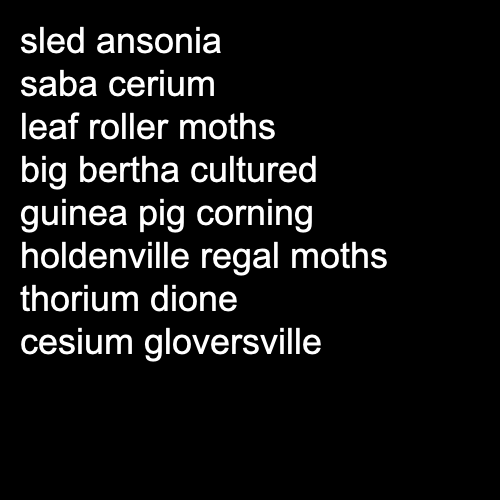 sled ansonia
saba cerium
leaf roller moths
big bertha cultured
guinea pig corning
holdenville regal moths
thorium dione
cesium gloversville